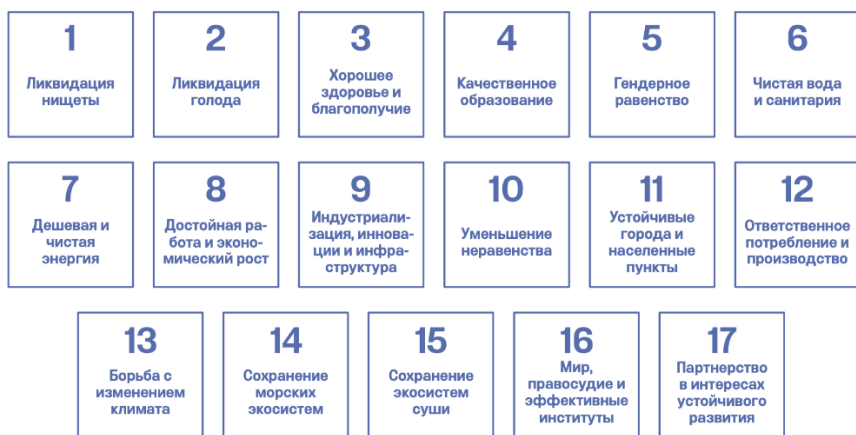 1
Ликвидация
нищеты
2
Ликвидация
голода
3
Хорошее
здоровье и
благополучие
4
Качественное
образование
5
Гендерное
равенство
6
Чистая вода
и санитария
7
Дешевая и
чистая
энергия
8
Достойная ра-
бота и эконо-
мический рост
9
Индустриали-
зация, иннова-
ции и инфра-
структура
10
Уменьшение
неравенства
11
Устойчивые
города и
населенные
пункты
12
Ответственное
потребление и
производство
13
Борьба с
изменением
климата
14
Сохранение
морских
экосистем
15
Сохранение
экосистем
суши
16
Мир,
правосудие и
эффективные
институты
17
Партнерство
в интересах
устойчивого
развития